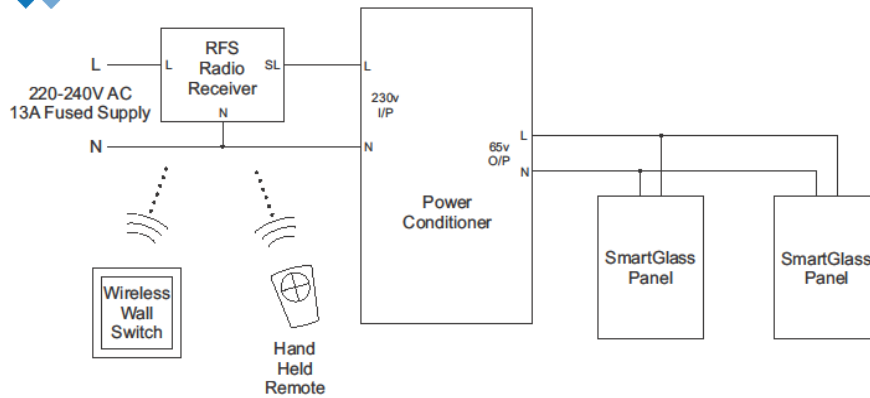 RFS
Radio
Receiver
L
L
SL
N
220-240V AC
13A Fused Supply
N
L
230v
I/P
N
Power
Conditioner
L
65v
O/P
N
SmartGlass
Panel
SmartGlass
Panel
Wireless
Wall
Switch
Hand
Held
Remote